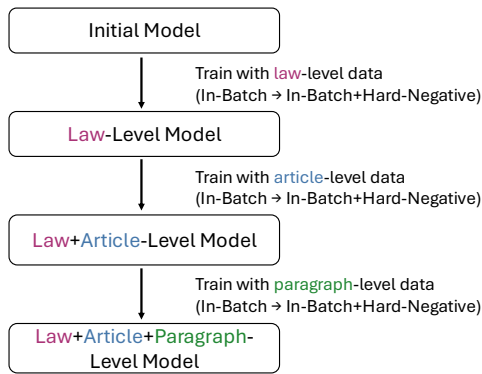 Initial Model
Train with law-level data
(In-Batch → In-Batch+Hard-Negative)
Law-Level Model
Train with article-level data
(In-Batch → In-Batch+Hard-Negative)
Law+Article-Level Model
Train with paragraph-level data
(In-Batch → In-Batch+Hard-Negative)
Law+Article+Paragraph-
Level Model